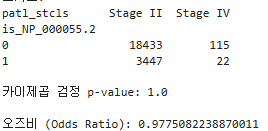 patl_stcls Stage II Stage IV
is_NP_000055.2
0 18433 115
1 3447 22
카이제곱 검정 p-value: 1.0
오즈비 (Odds Ratio): 0.9775082238870011